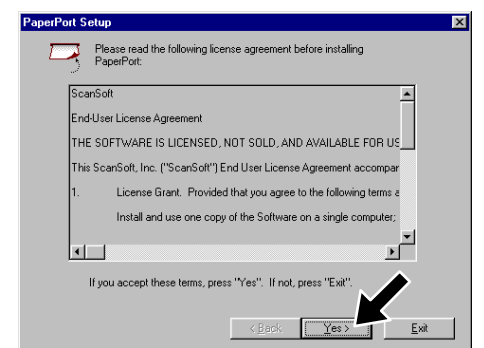 PaperPort Setup
Please read the following license agreement before installing
PaperPort:
ScanSoft
End-User License Agreement
THE SOFTWARE IS LICENSED, NOT SOLD, AND AVAILABLE FOR US
This ScanSoft, Inc. ("ScanSoft") End User License Agreement accompar
1. License Grant. Provided that you agree to the following terms a
Install and use one copy of the Software on a single computer;
If you accept these terms, press "Yes". If not, press "Exit".
< Back Yes > Exit